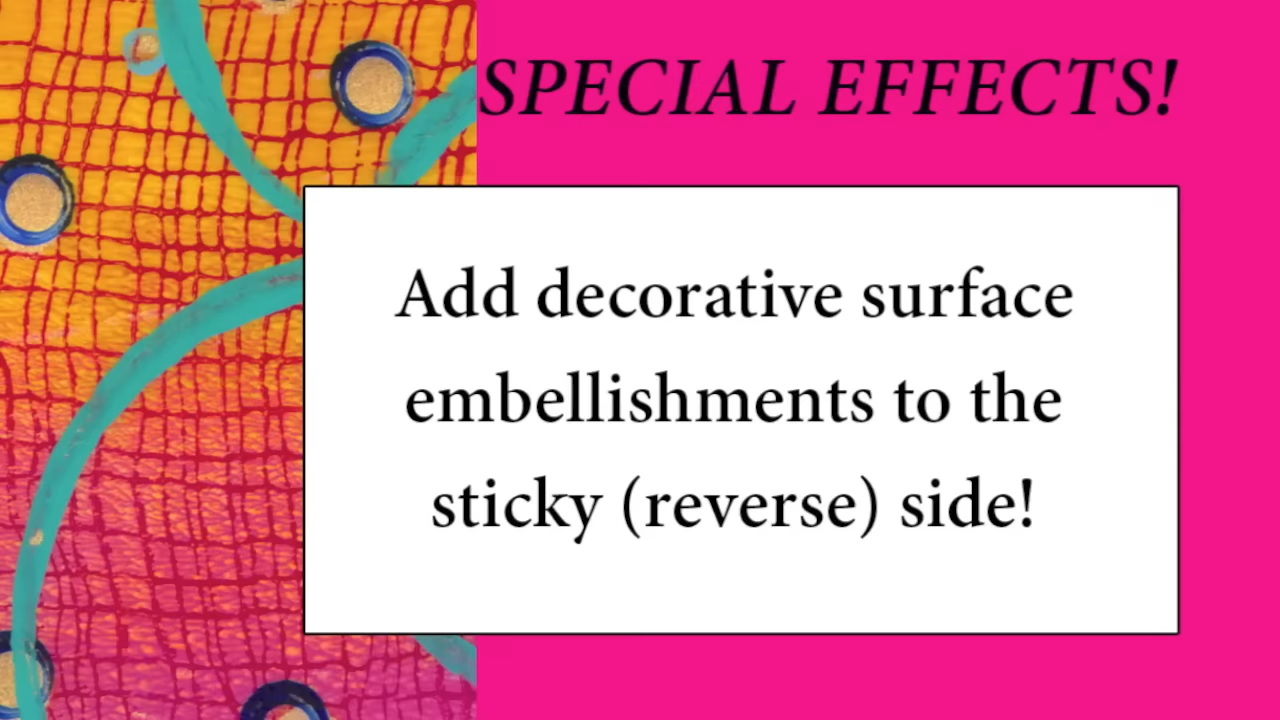 SPECIAL EFFECTS!
Add decorative surface
embellishments to the
sticky (reverse) side!